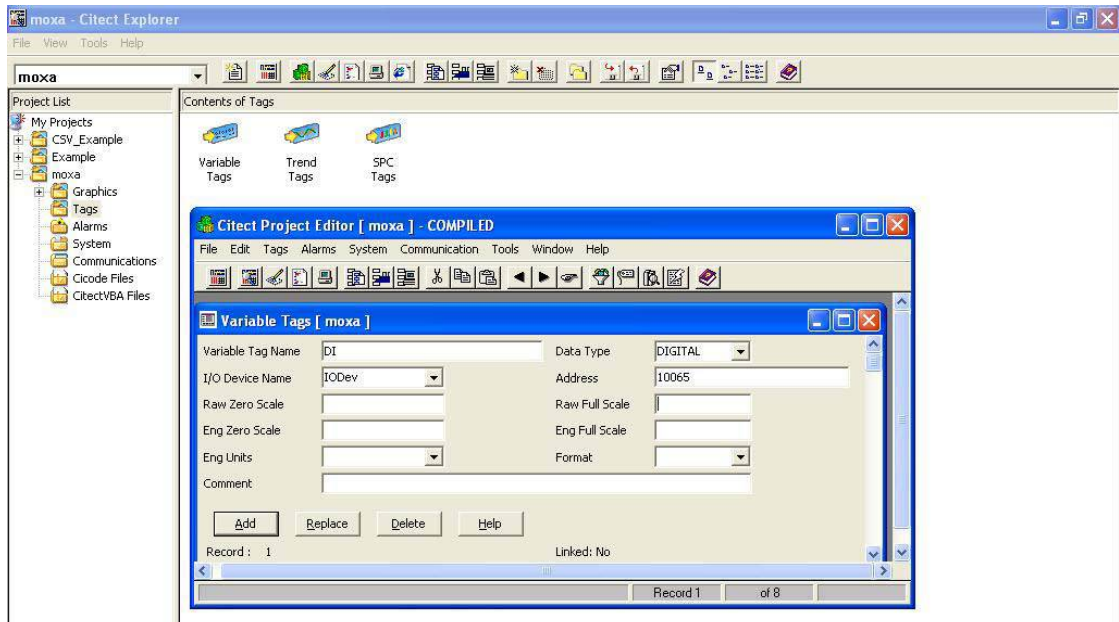 moxa - Citect Explorer
File View Tools Help
moxa
Project List
My Projects
CSV_Example
Example
moxa
Graphics
Tags
Alarms
System
Communications
Cicode Files
CitectVBA Files
Contents of Tags
Variable Tags
Trend Tags
SPC Tags
Citect Project Editor [ moxa ] - COMPILED
File Edit Tags Alarms System Communication Tools Window Help
Variable Tags [ moxa ]
Variable Tag Name DI Data Type DIGITAL
I/O Device Name IODev Address 10065
Raw Zero Scale Raw Full Scale
Eng Zero Scale Eng Full Scale
Eng Units Format
Comment
Add Replace Delete Help
Record : 1 Linked: No
Record 1 of 8